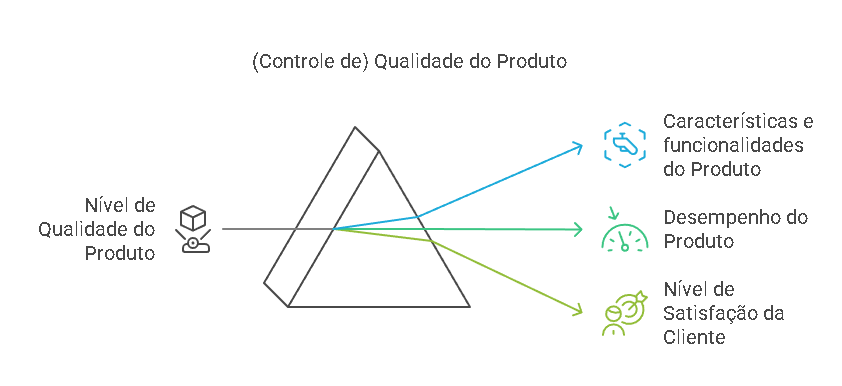 (Controle de) Qualidade do Produto
Nível de
Qualidade do
Produto
Características e
funcionalidades
do Produto
Desempenho do
Produto
Nível de
Satisfação da
Cliente